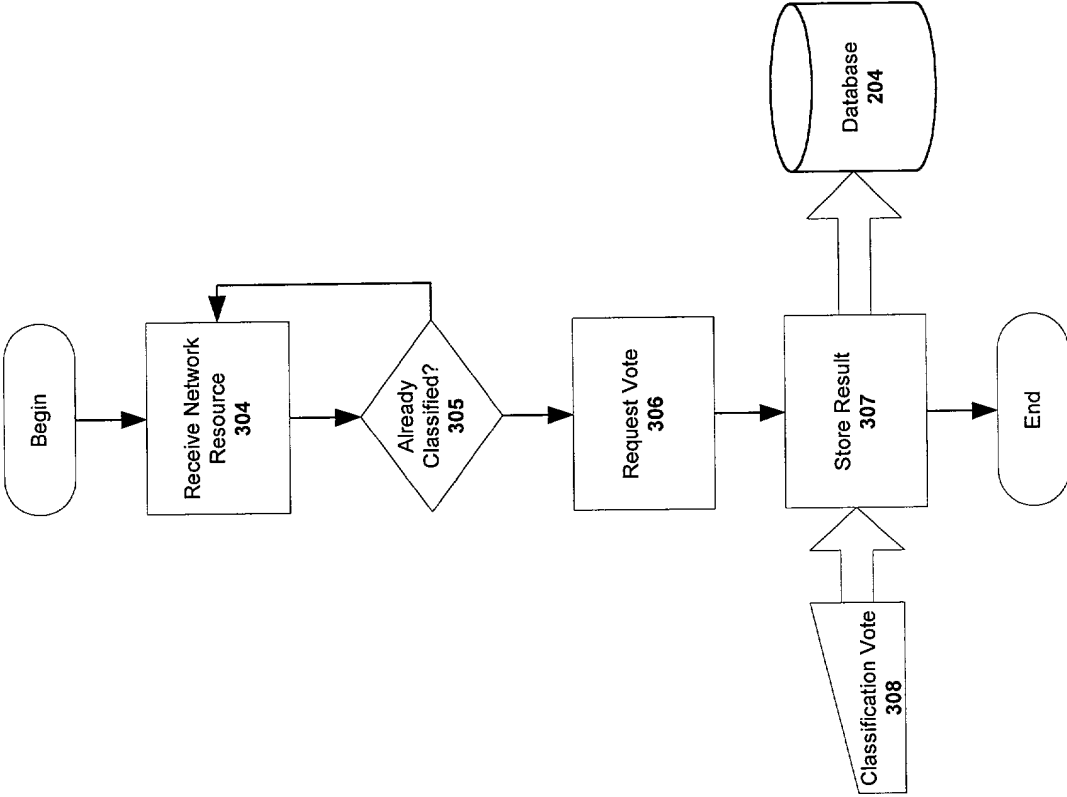 Begin
Receive Network
Resource
304
Already
Classified?
305
Request Vote
306
Store Result
307
Database
204
Classification Vote
308
End